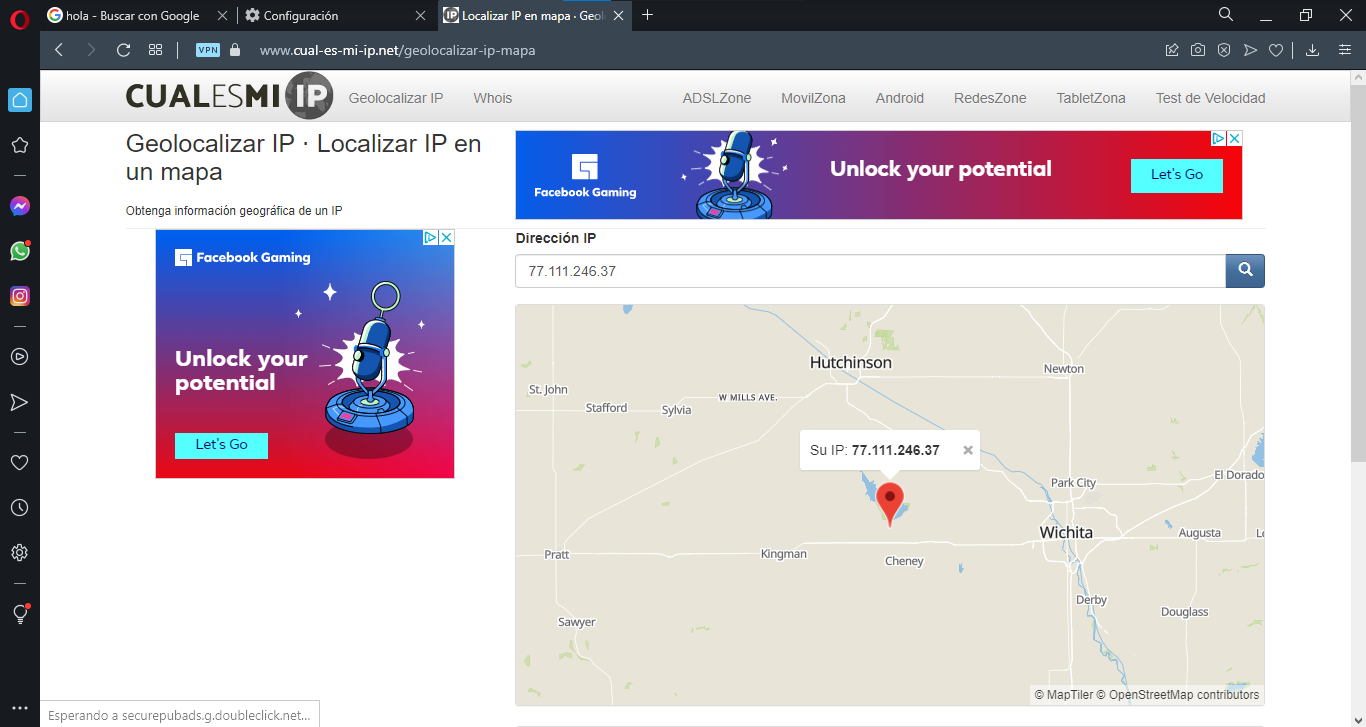 hola - Buscar con Google
Configuración
IP Localizar IP en mapa · Geol
VPN www.cual-es-mi-ip.net/geolocalizar-ip-mapa
CUALESMI IP
Geolocalizar IP
Whois
ADSLZone
MovilZona
Android
RedesZone
TabletZona
Test de Velocidad
Geolocalizar IP · Localizar IP en
un mapa
Obtenga información geográfica de un IP
Facebook Gaming
Unlock your potential
Let's Go
Facebook Gaming
Unlock your
potential
Let's Go
Dirección IP
77.111.246.37
Hutchinson
Newton
St. John
W MILLS AVE.
Stafford
Sylvia
Su IP: 77.111.246.37 ×
El Dorado
Park City
Wichita
Augusta
Pratt
Kingman
Cheney
Derby
Douglass
Sawyer
© MapTiler © OpenStreetMap contributors
Esperando a securepubads.g.doubleclick.net...